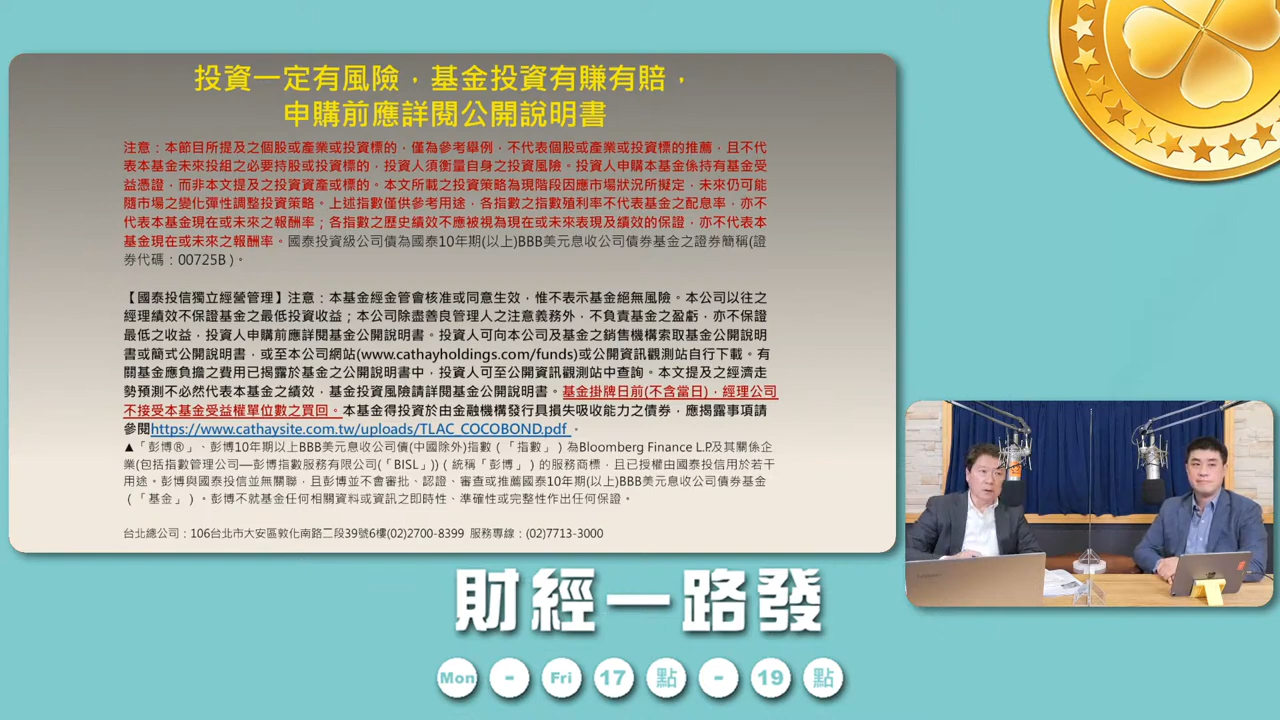 投資一定有風險，基金投資有賺有賠，
申購前應詳閱公開說明書
注意：本節目所提及之個股或產業或投資標的，僅為參考舉例，不代表個股或產業或投資標的推薦，且不代
表本基金未來投組之必要持股或投資標的，投資人須衡量自身之投資風險。投資人申購本基金係持有基金受
益憑證，而非本文提及之投資資產或標的。本文所載之投資策略為現階段因應市場狀況所擬定，未來仍可能
隨市場之變化彈性調整投資策略。上述指數僅供參考用途，各指數之指數殖利率不代表基金之配息率，亦不
代表本基金現在或未來之報酬率；各指數之歷史績效不應被視為現在或未來表現及績效的保證，亦不代表本
基金現在或未來之報酬率。國泰投資級公司債為國泰10年期(以上)BBB美元息收公司債券基金之證券簡稱(證
券代碼：00725B)。
【國泰投信獨立經營管理】注意：本基金經金管會核准或同意生效，惟不表示基金絕無風險。本公司以往之
經理績效不保證基金之最低投資收益；本公司除盡善良管理人之注意義務外，不負責基金之盈虧，亦不保證
最低之收益，投資人申購前應詳閱基金公開說明書。投資人可向本公司及基金之銷售機構索取基金公開說明
書或簡式公開說明書，或至本公司網站(www.cathayholdings.com/funds)或公開資訊觀測站自行下載。有
關基金應負擔之費用已揭露於基金之公開說明書中，投資人可至公開資訊觀測站中查詢。本文提及之經濟走
勢預測不必然代表本基金之績效，基金投資風險請詳閱基金公開說明書。基金掛牌日前(不含當日)，經理公司
不接受本基金受益權單位數之買回。本基金得投資於由金融機構發行具損失吸收能力之債券，應揭露事項請
參閱https://www.cathaysite.com.tw/uploads/TLAC_COCOBOND.pdf 。
▲「彭博®」、彭博10年期以上BBB美元息收公司債(中國除外)指數（「指數」）為Bloomberg Finance L.P.及其關係企
業(包括指數管理公司—彭博指數服務有限公司(「BISL」))（統稱「彭博」）的服務商標，且已授權由國泰投信用於若干
用途。彭博與國泰投信並無關聯，且彭博並不會審批、認證、審查或推薦國泰10年期(以上)BBB美元息收公司債券基金
（「基金」）。彭博不就基金任何相關資料或資訊之即時性、準確性或完整性作出任何保證。
台北總公司：106台北市大安區敦化南路二段39號6樓(02)2700-8399 服務專線：(02)7713-3000
財經一路發
Mon - Fri 17 點 - 19 點